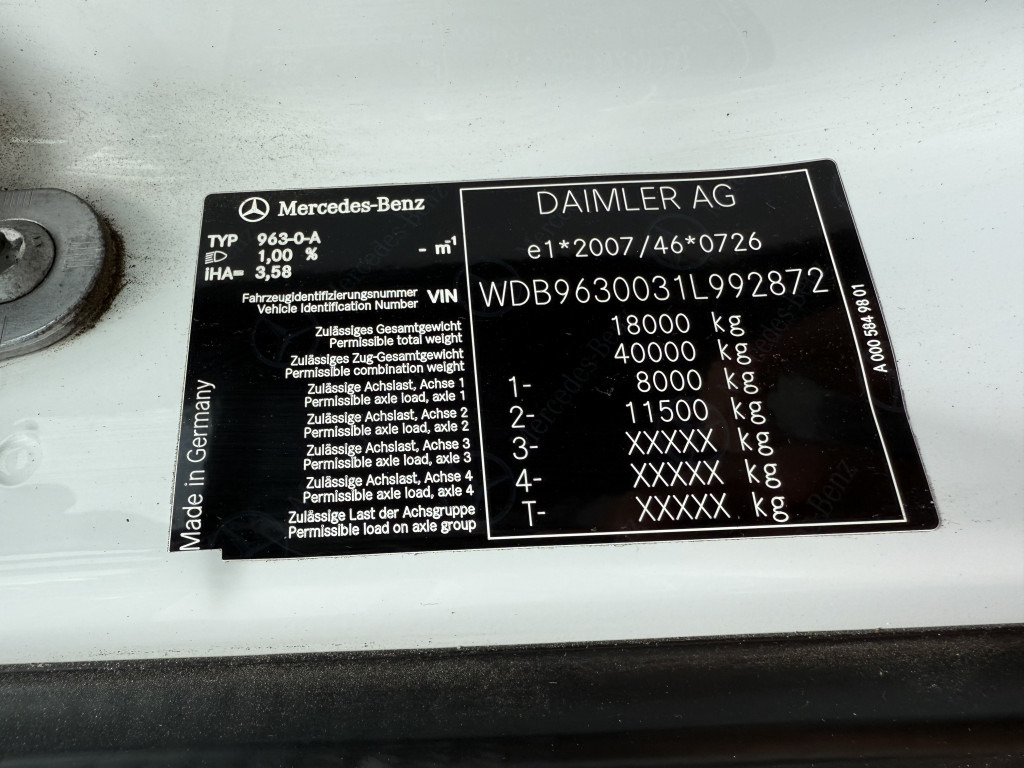 Mercedes-Benz
TYP 963-0-A
1,00 % - m⁻¹
iHA= 3,58
DAIMLER AG
e1*2007/46*0726
Fahrzeugidentifizierungsnummer
Vehicle Identification Number VIN WDB9630031L992872
Zulässiges Gesamtgewicht
Permissible total weight 18000 kg
Zulässiges Zug-Gesamtgewicht
Permissible combination weight 40000 kg
Zulässige Achslast, Achse 1
Permissible axle load, axle 1 1- 8000 kg
Zulässige Achslast, Achse 2
Permissible axle load, axle 2 2- 11500 kg
Zulässige Achslast, Achse 3
Permissible axle load, axle 3 3- XXXXX kg
Zulässige Achslast, Achse 4
Permissible axle load, axle 4 4- XXXXX kg
Zulässige Last der Achsgruppe
Permissible load on axle group T- XXXXX kg
Made in Germany
A 000 584 98 01